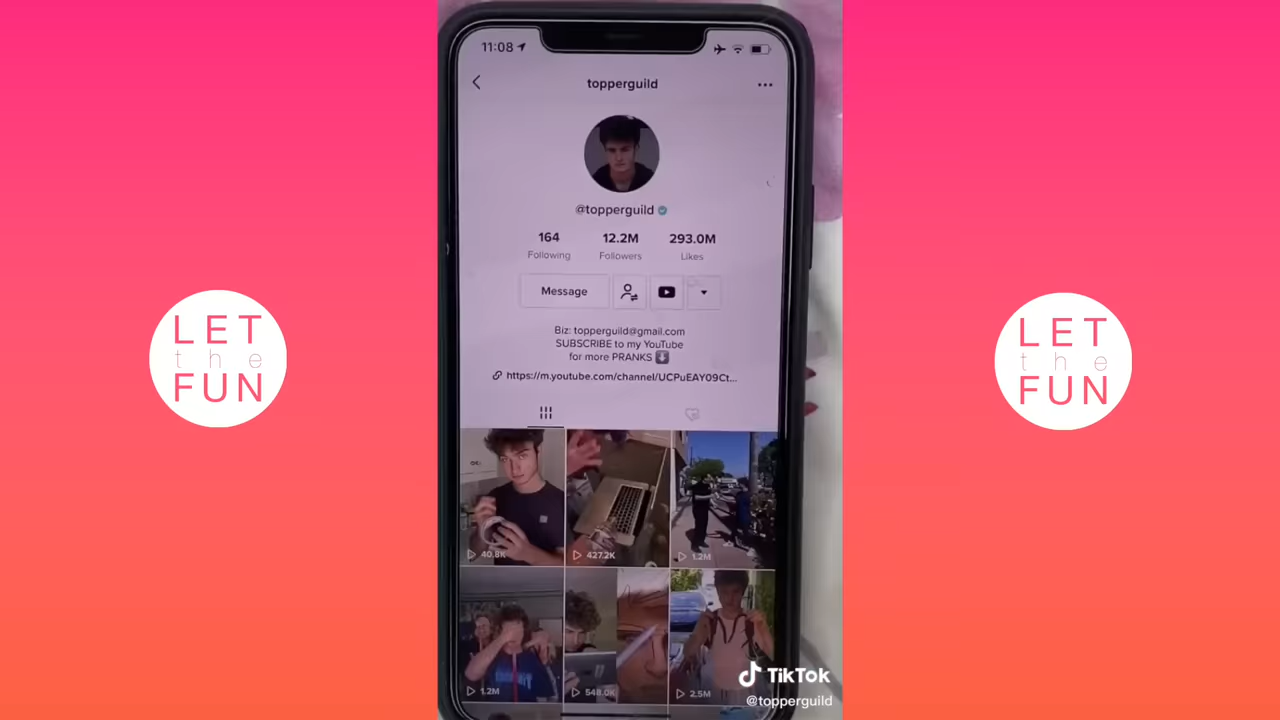 11:08
topperguild
@topperguild
164
Following
12.2M
Followers
293.0M
Likes
Message
Biz: topperguild@gmail.com
SUBSCRIBE to my YouTube
for more PRANKS
https://m.youtube.com/channel/UCPuEAY09Ct...
40.8K
427.2K
1.2M
1.2M
548.0K
2.5M
TikTok
@topperguild
LET
the
FUN
LET
the
FUN